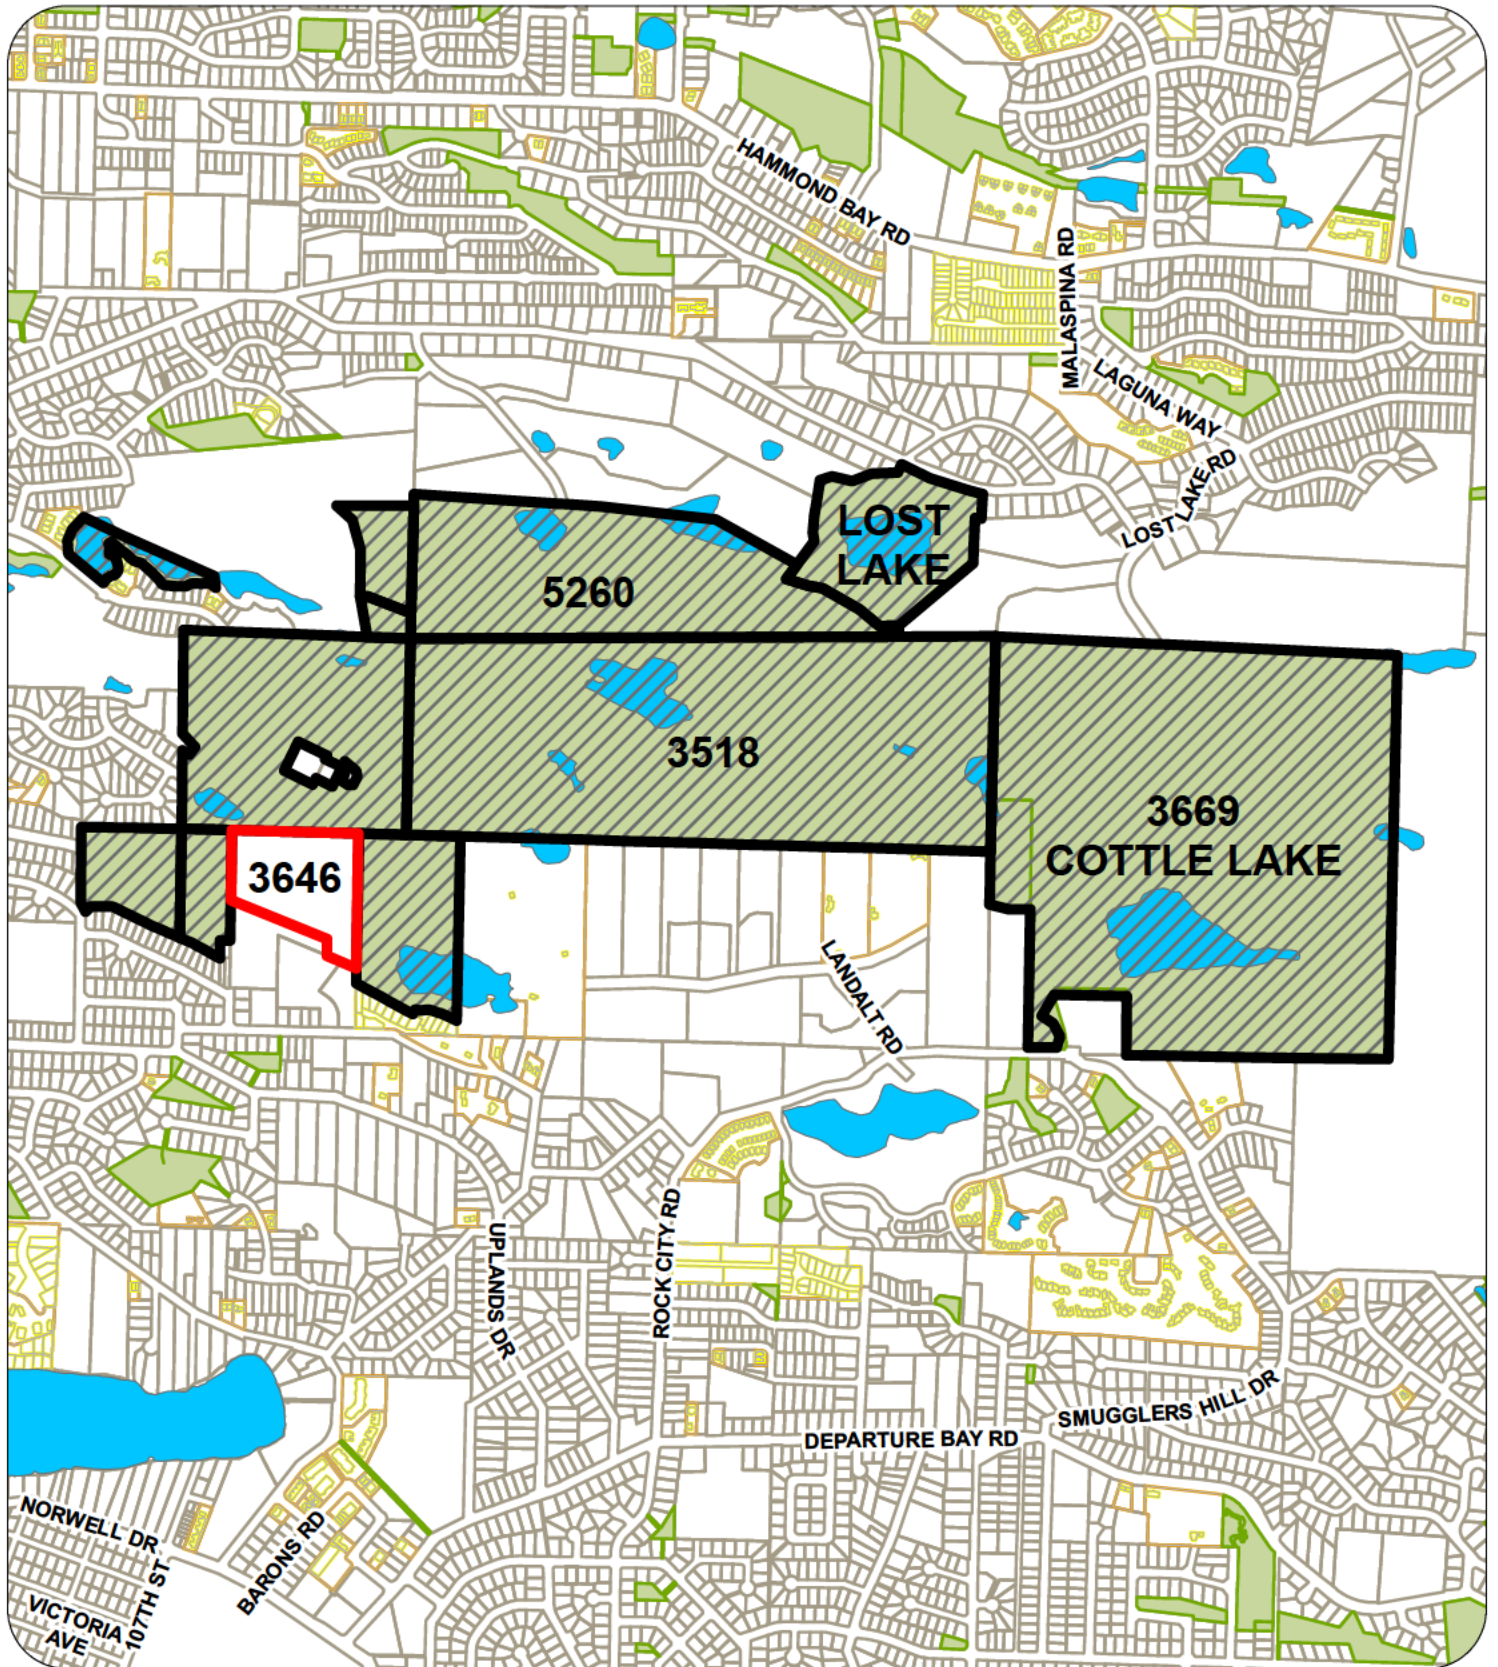 HAMMOND BAY RD
MALASPINA RD
LAGUNA WAY
LOST LAKE RD
LOST
LAKE
5260
3518
3669
COTTLE LAKE
3646
LANDALT RD
UPLANDS DR
ROCK CITY RD
SMUGGLERS HILL DR
DEPARTURE BAY RD
NORWELL DR
BARONS RD
107TH ST
VICTORIA
AVE